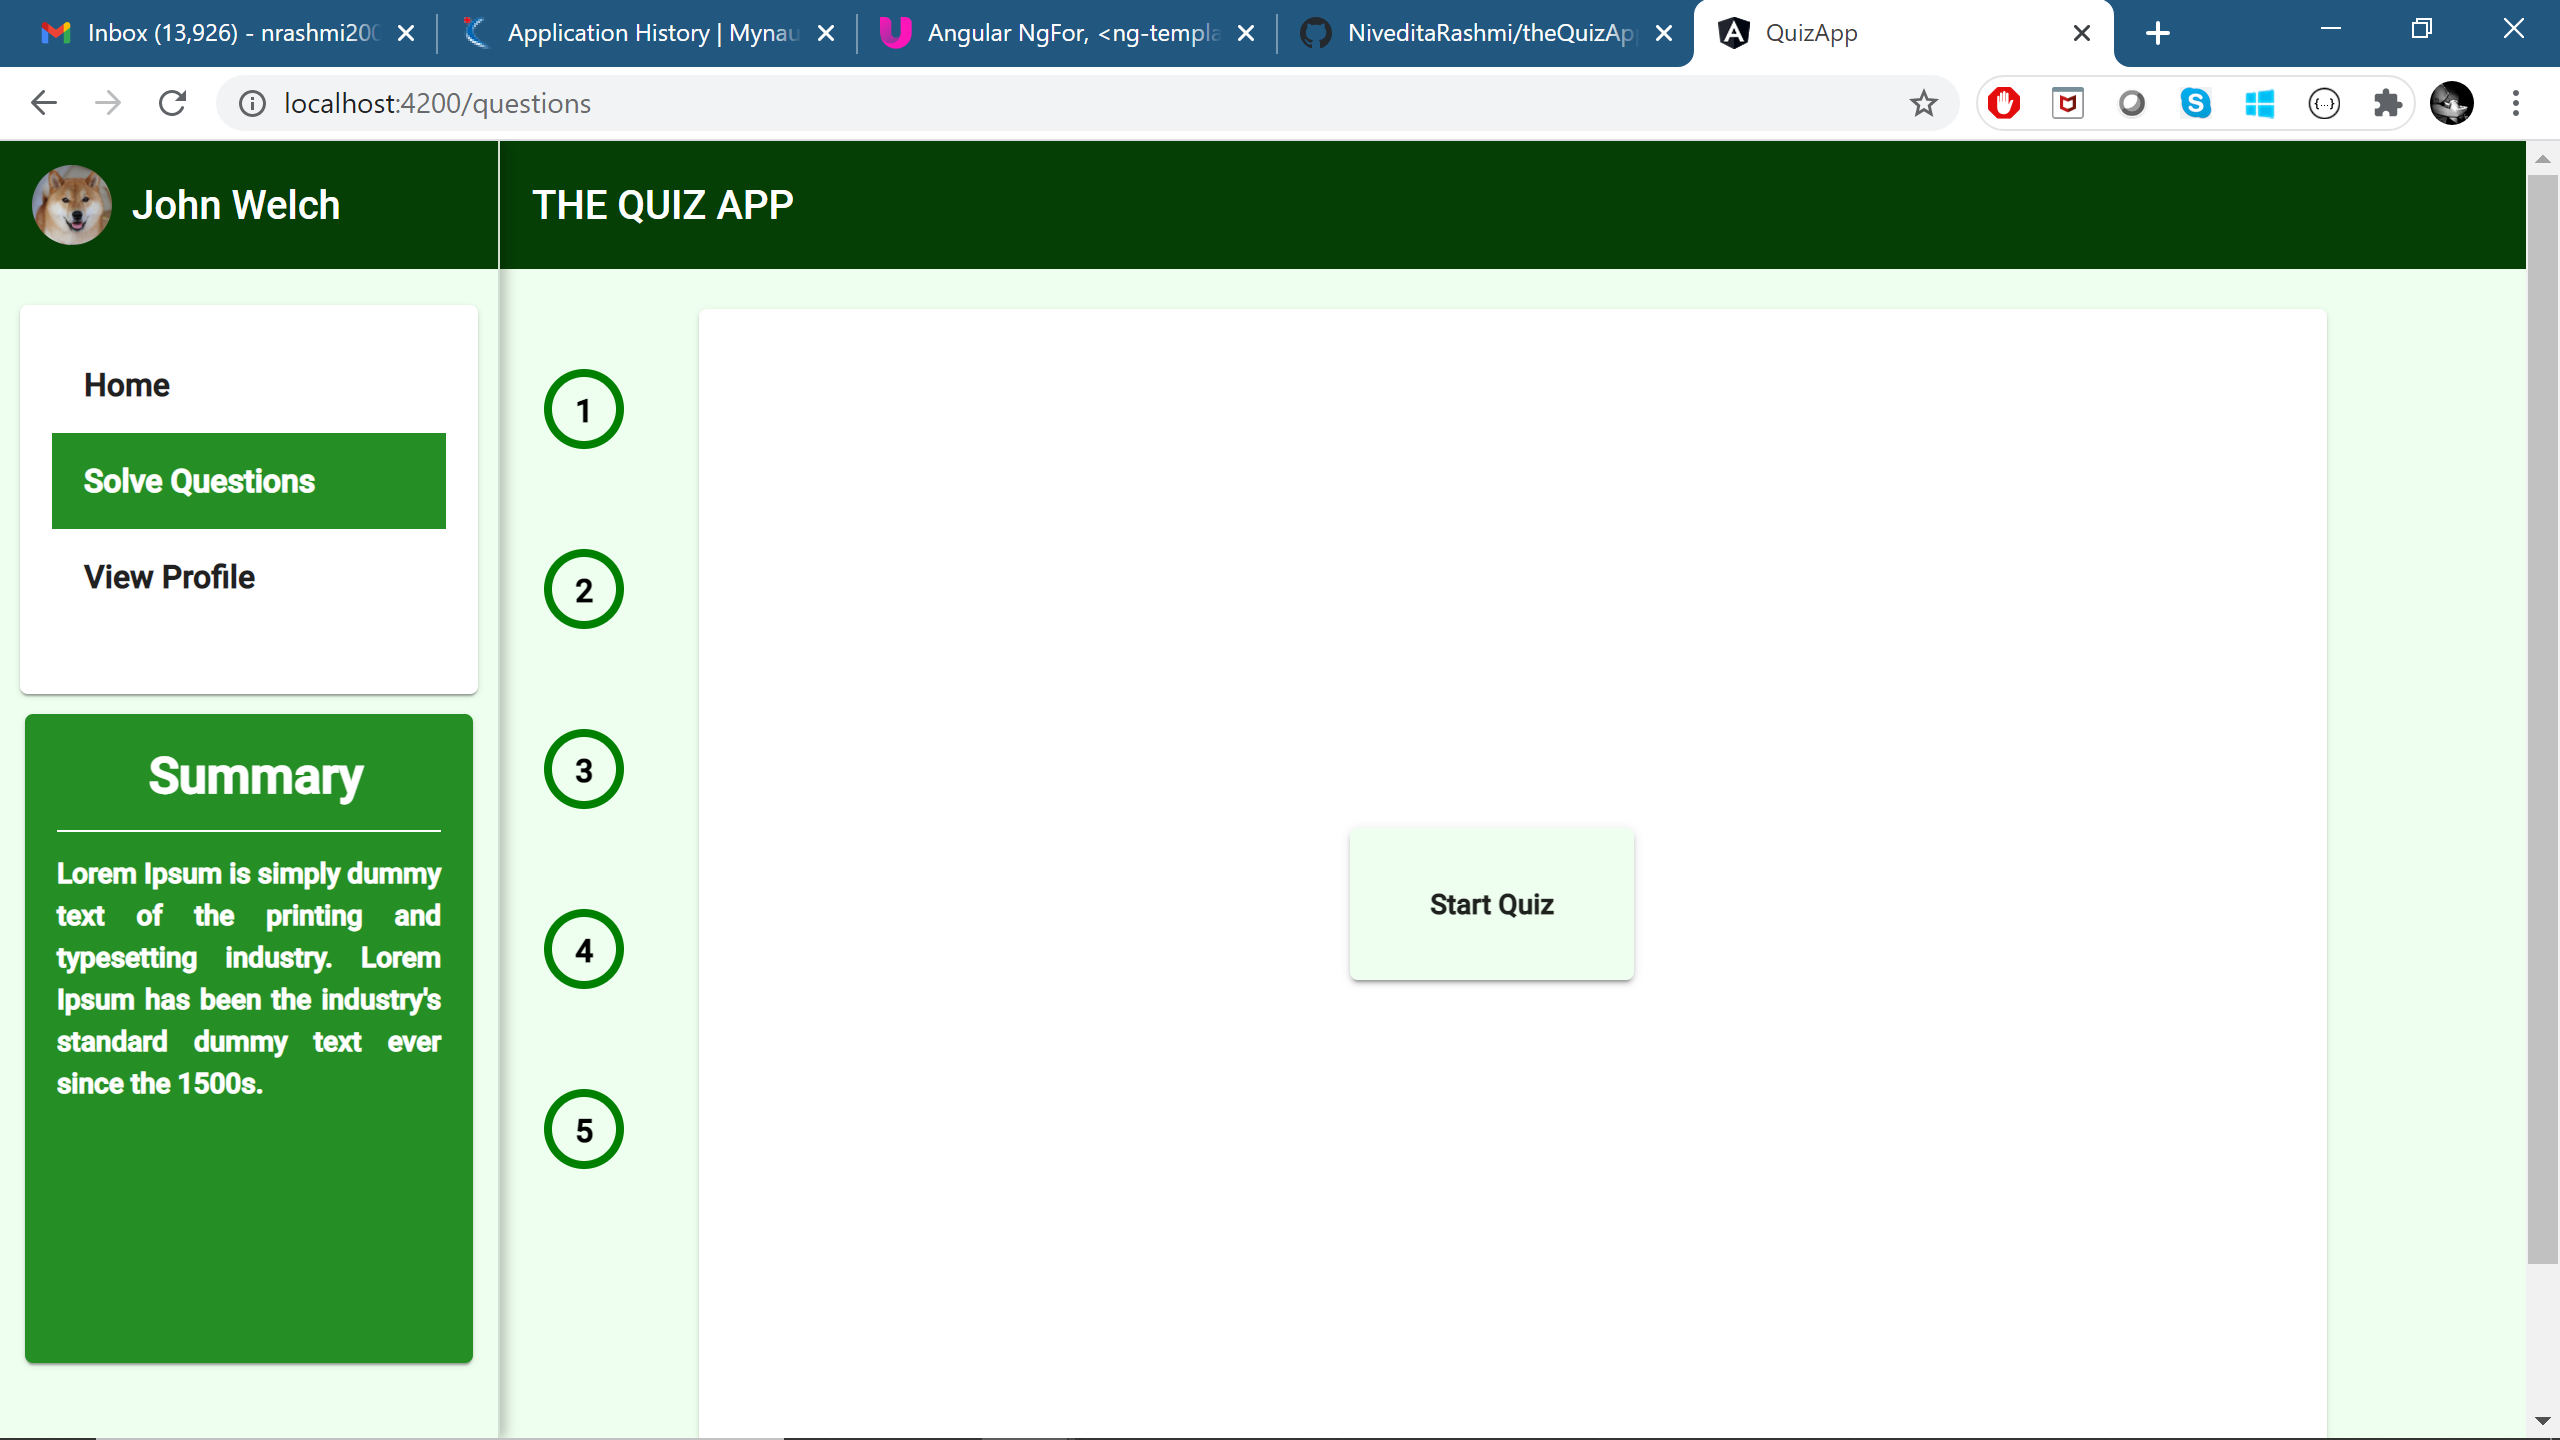 Inbox (13,926) - nrashmi200
Application History | Mynau
Angular NgFor, <ng-templa
NiveditaRashmi/theQuizAp
QuizApp
localhost:4200/questions
John Welch
THE QUIZ APP
Home
Solve Questions
View Profile
Summary
Lorem Ipsum is simply dummy
text of the printing and
typesetting industry. Lorem
Ipsum has been the industry's
standard dummy text ever
since the 1500s.
1
2
3
4
5
Start Quiz